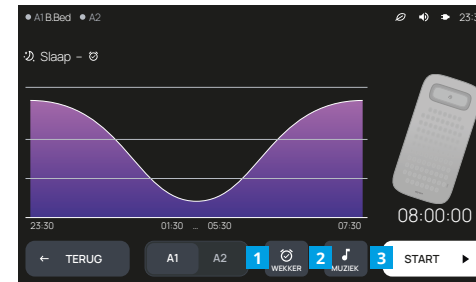 A1 B.Bed A2 23:3
Slaap –
23:30 01:30 ... 05:30 07:30
08:00:00
← TERUG A1 A2 1 WEKKER 2 MUZIEK 3 START